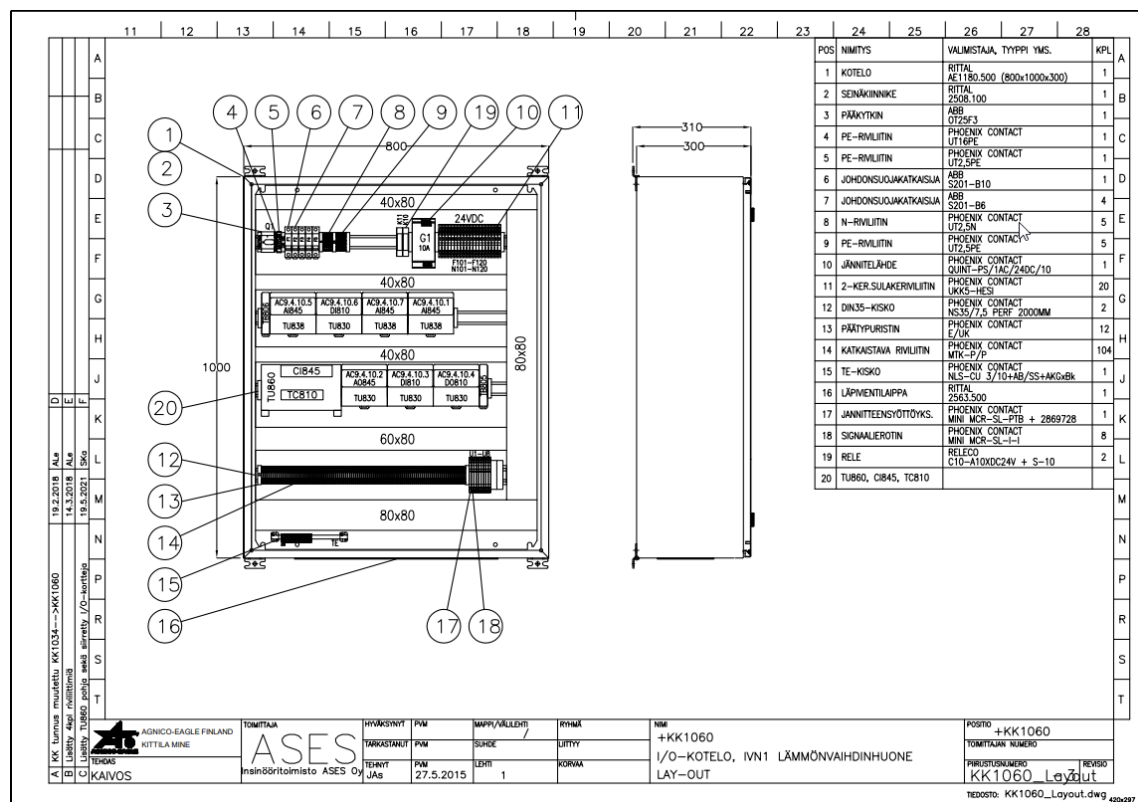 11 12 13 14 15 16 17 18 19 20 21 22 23 24 25 26 27 28
A
B
C
D
E
F
G
H
J
K
L
M
N
P
R
S
T
POS NIMITYS VALIMISTAJA, TYYPPI YMS. KPL
1 KOTELO RITTAL
AE1180.500 (800x1000x300) 1
2 SEINÄKIINNIKE RITTAL
2508.100 1
3 PÄÄKYTKIN ABB
OT25F3 1
4 PE-RIVILIITIN PHOENIX CONTACT
UT16PE 1
5 PE-RIVILIITIN PHOENIX CONTACT
UT2,5PE 1
6 JOHDONSUOJAKATKAISIJA ABB
S201-B10 1
7 JOHDONSUOJAKATKAISIJA ABB
S201-B6 4
8 N-RIVILIITIN PHOENIX CONTACT
UT2,5N 5
9 PE-RIVILIITIN PHOENIX CONTACT
UT2,5PE 5
10 JÄNNITELÄHDE PHOENIX CONTACT
QUINT-PS/1AC/24DC/10 1
11 2-KER.SULAKERIVILIITIN PHOENIX CONTACT
UKK5-HESI 20
12 DIN35-KISKO PHOENIX CONTACT
NS35/7,5 PERF 2000MM 2
13 PÄÄTYPURISTIN PHOENIX CONTACT
E/UK 12
14 KATKAISTAVA RIVILIITIN PHOENIX CONTACT
MTK-P/P 104
15 TE-KISKO PHOENIX CONTACT
NLS-CU 3/10+AB/SS+AKGxBk 1
16 LÄPIVIENTILAIPPA RITTAL
2563.500 1
17 JANNITTEENSYÖTTÖYKS. PHOENIX CONTACT
MINI MCR-SL-PTB + 2869728 1
18 SIGNAALIEROTIN PHOENIX CONTACT
MINI MCR-SL-I-I 8
19 RELE RELECO
C10-A10XDC24V + S-10 2
20 TU860, CI845, TC810
4 5 6 7 8 9 19 10 11
1
2
3
800
310
300
40x80
24VDC
G1
10A
K11
K10
F101-F120
N101-N120
40x80
AC9.4.10.5 AC9.4.10.6 AC9.4.10.7 AC9.4.10.1
AI845 DI810 AI845 AI845
TU838 TU830 TU838 TU838
40x80
80x80
1000
TU860
CI845
TC810
AC9.4.10.2 AC9.4.10.3 AC9.4.10.4
AO845 DI810 DO810
TU830 TU830 TU830
TB805
20
60x80
12
13
14
80x80
TE
15
16
17
18
A KK tunnus muutettu KK1034-->KK1060 19.2.2018 ALe D
B Lisätty 4kpl riviliittimiä 14.3.2018 ALe E
C Lisätty TU860 pohja sekä siirretty I/O-kortteja 19.5.2021 SKo F
AGNICO-EAGLE FINLAND
KITTILA MINE
TEHDAS
KAIVOS
TOIMITTAJA
ASES
Insinööritoimisto ASES Oy
HYVÄKSYNYT PVM MAPPI/VÄLILEHTI RYHMÄ
/
TARKASTANUT PVM SUHDE LIITTYY
TEHNYT PVM LEHTI KORVAA
JAs 27.5.2015 1
NIMI
+KK1060
I/O-KOTELO, IVN1 LÄMMÖNVAIHDINHUONE
LAY-OUT
POSITIO
+KK1060
TOIMITTAJAN NUMERO
PIIRUSTUSNUMERO REVISIO
KK1060_Layout
TIEDOSTO: KK1060_Layout.dwg
420x297